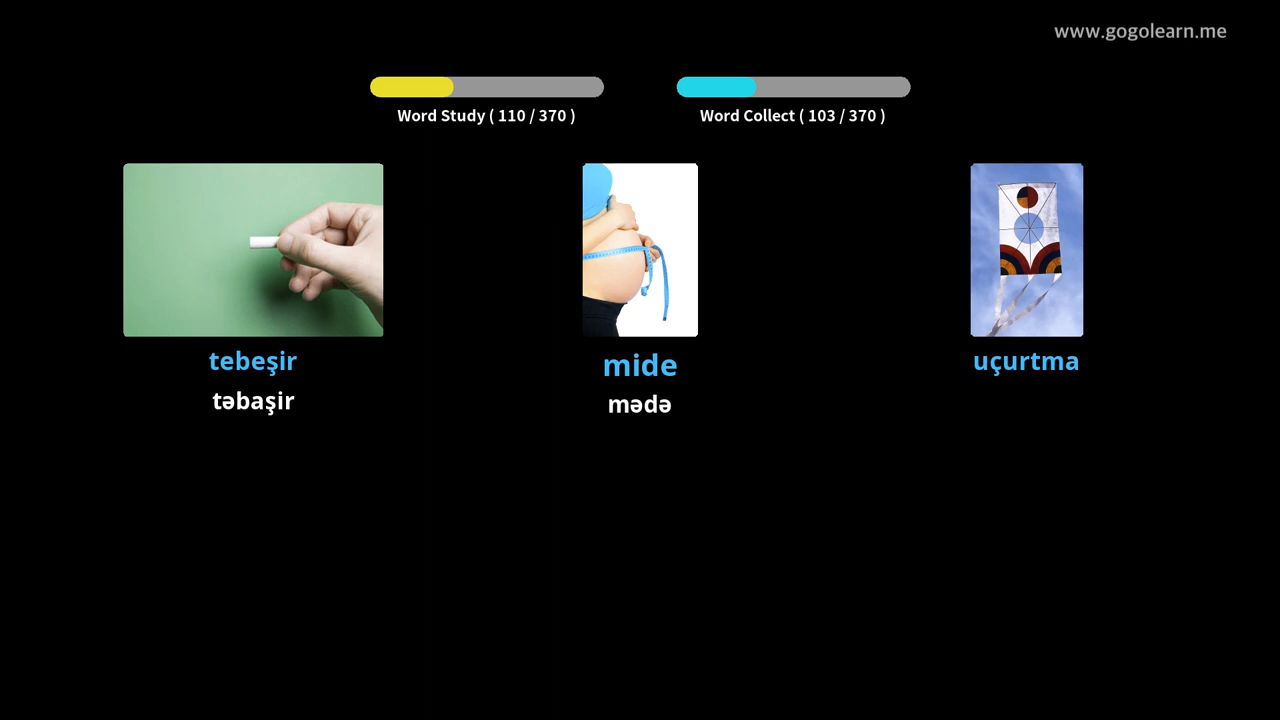 www.gogolearn.me
Word Study ( 110 / 370 )
Word Collect ( 103 / 370 )
tebeşir
mide
uçurtma
təbaşir
mədə